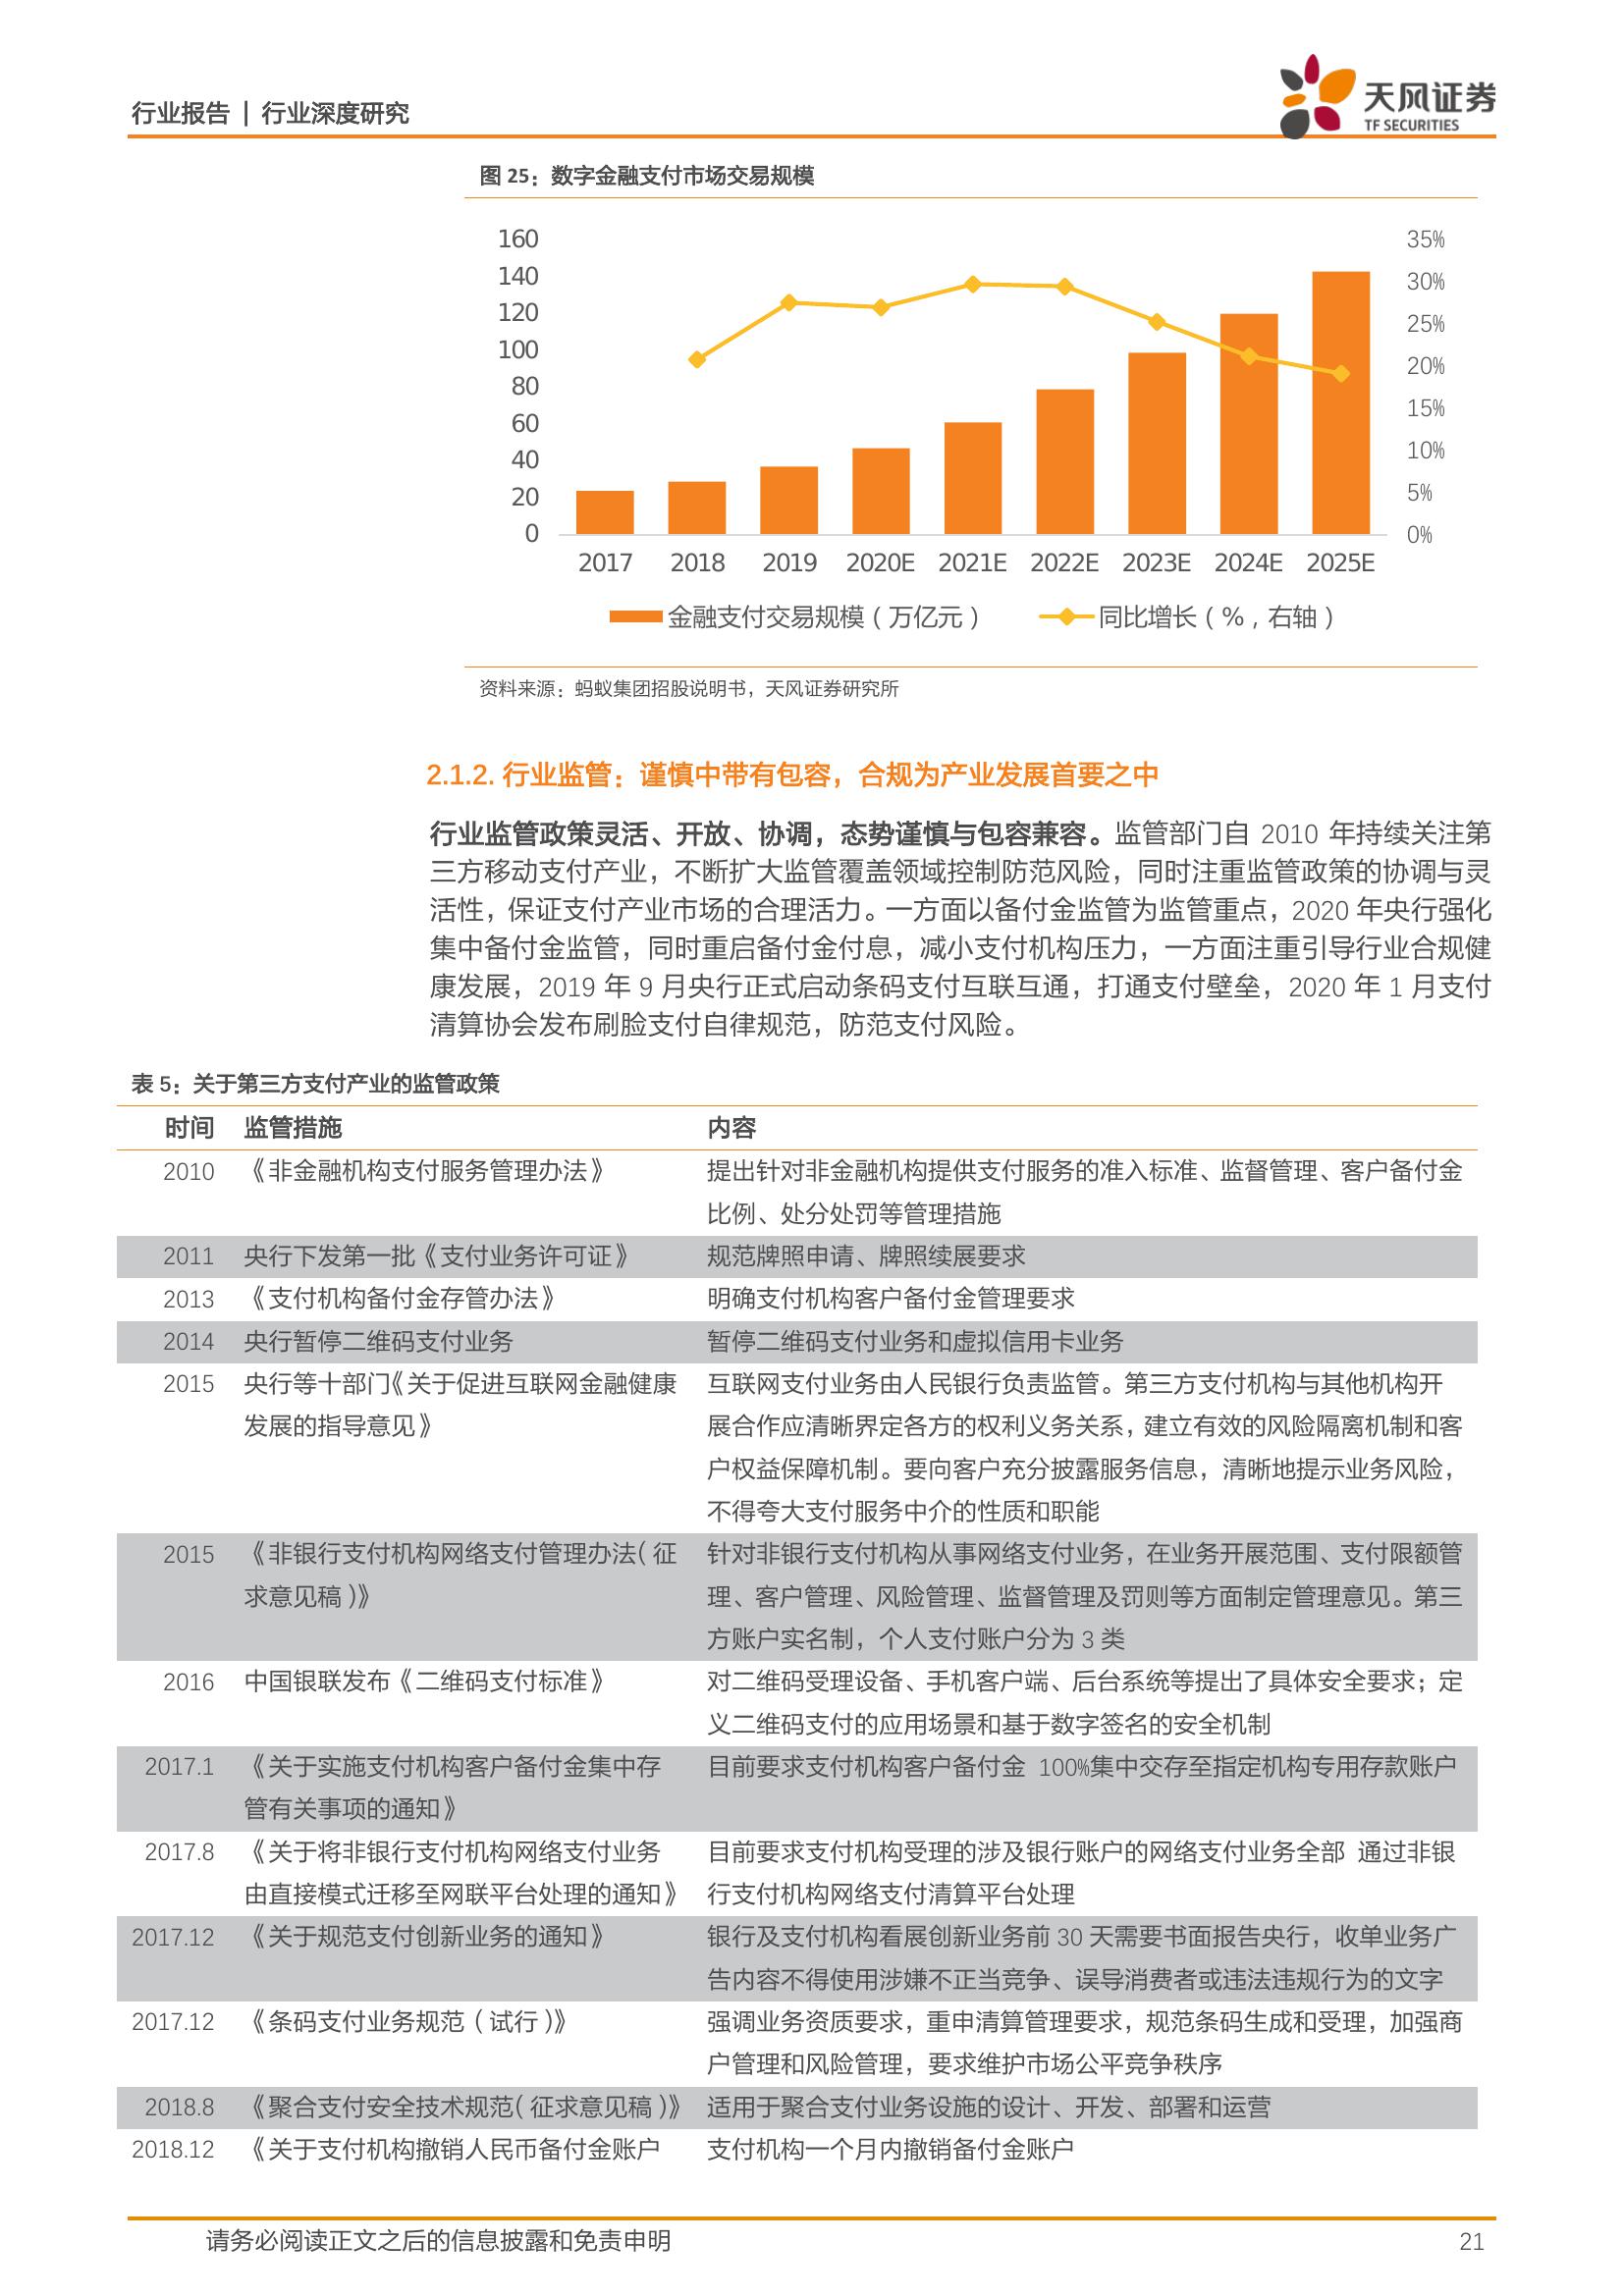 行业报告 | 行业深度研究
天风证券
TF SECURITIES
图 25：数字金融支付市场交易规模
160
140
120
100
80
60
40
20
0
35%
30%
25%
20%
15%
10%
5%
0%
2017 2018 2019 2020E 2021E 2022E 2023E 2024E 2025E
金融支付交易规模（万亿元） 同比增长（%，右轴）
资料来源：蚂蚁集团招股说明书，天风证券研究所
2.1.2. 行业监管：谨慎中带有包容，合规为产业发展首要之中
行业监管政策灵活、开放、协调，态势谨慎与包容兼容。监管部门自 2010 年持续关注第
三方移动支付产业，不断扩大监管覆盖领域控制防范风险，同时注重监管政策的协调与灵
活性，保证支付产业市场的合理活力。一方面以备付金监管为监管重点，2020 年央行强化
集中备付金监管，同时重启备付金付息，减小支付机构压力，一方面注重引导行业合规健
康发展，2019 年 9 月央行正式启动条码支付互联互通，打通支付壁垒，2020 年 1 月支付
清算协会发布刷脸支付自律规范，防范支付风险。
表 5：关于第三方支付产业的监管政策
时间 监管措施 内容
2010 《非金融机构支付服务管理办法》 提出针对非金融机构提供支付服务的准入标准、监督管理、客户备付金
比例、处分处罚等管理措施
2011 央行下发第一批《支付业务许可证》 规范牌照申请、牌照续展要求
2013 《支付机构备付金存管办法》 明确支付机构客户备付金管理要求
2014 央行暂停二维码支付业务 暂停二维码支付业务和虚拟信用卡业务
2015 央行等十部门《关于促进互联网金融健康 互联网支付业务由人民银行负责监管。第三方支付机构与其他机构开
发展的指导意见》 展合作应清晰界定各方的权利义务关系，建立有效的风险隔离机制和客
户权益保障机制。要向客户充分披露服务信息，清晰地提示业务风险，
不得夸大支付服务中介的性质和职能
2015 《非银行支付机构网络支付管理办法（征 针对非银行支付机构从事网络支付业务，在业务开展范围、支付限额管
求意见稿）》 理、客户管理、风险管理、监督管理及罚则等方面制定管理意见。第三
方账户实名制，个人支付账户分为 3 类
2016 中国银联发布《二维码支付标准》 对二维码受理设备、手机客户端、后台系统等提出了具体安全要求；定
义二维码支付的应用场景和基于数字签名的安全机制
2017.1 《关于实施支付机构客户备付金集中存 目前要求支付机构客户备付金 100%集中交存至指定机构专用存款账户
管有关事项的通知》
2017.8 《关于将非银行支付机构网络支付业务 目前要求支付机构受理的涉及银行账户的网络支付业务全部 通过非银
由直接模式迁移至网联平台处理的通知》 行支付机构网络支付清算平台处理
2017.12 《关于规范支付创新业务的通知》 银行及支付机构看展创新业务前 30 天需要书面报告央行，收单业务广
告内容不得使用涉嫌不正当竞争、误导消费者或违法违规行为的文字
2017.12 《条码支付业务规范（试行）》 强调业务资质要求，重申清算管理要求，规范条码生成和受理，加强商
户管理和风险管理，要求维护市场公平竞争秩序
2018.8 《聚合支付安全技术规范（征求意见稿）》 适用于聚合支付业务设施的设计、开发、部署和运营
2018.12 《关于支付机构撤销人民币备付金账户 支付机构一个月内撤销备付金账户
请务必阅读正文之后的信息披露和免责申明 21